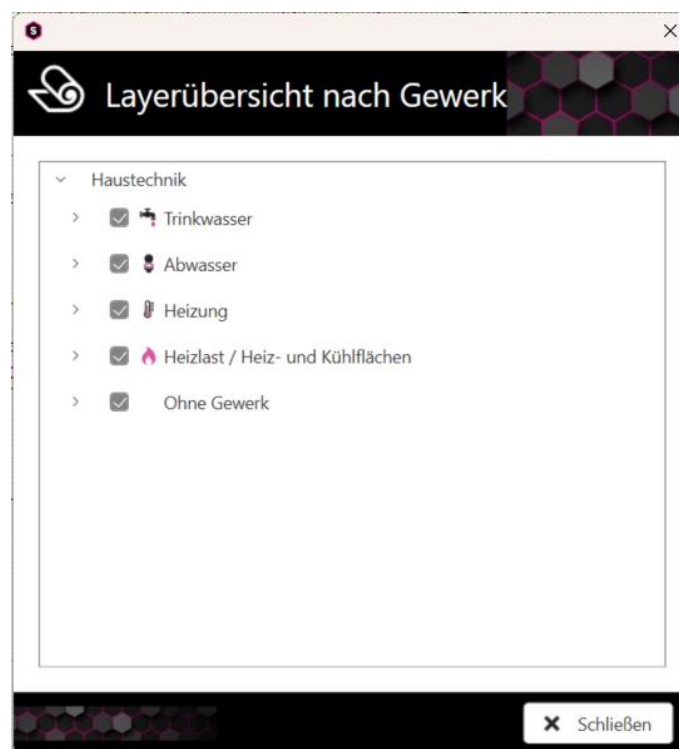 S
Layerübersicht nach Gewerk
Haustechnik
Trinkwasser
Abwasser
Heizung
Heizlast / Heiz- und Kühlflächen
Ohne Gewerk
Schließen